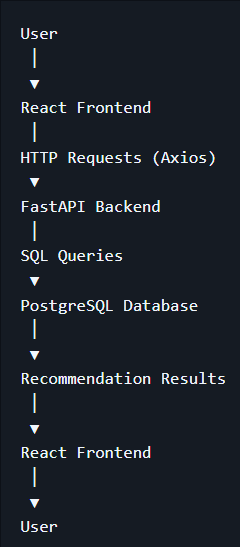 User
│
▼
React Frontend
│
HTTP Requests (Axios)
▼
FastAPI Backend
│
SQL Queries
▼
PostgreSQL Database
│
▼
Recommendation Results
│
▼
React Frontend
│
▼
User